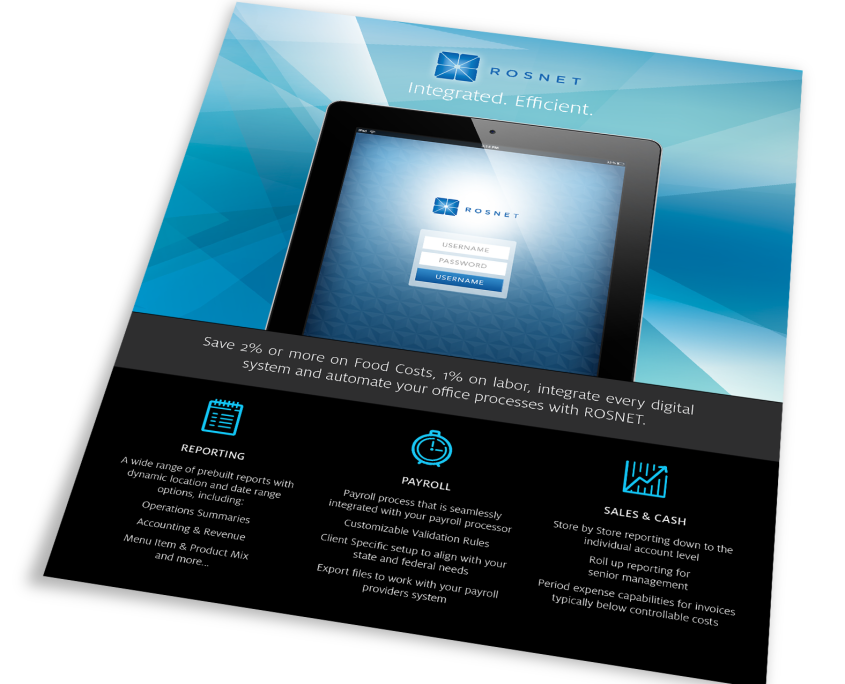 ROSNET
Integrated. Efficient.
iPad
ROSNET
USERNAME
PASSWORD
USERNAME
Save 2% or more on Food Costs, 1% on labor, integrate every digital
system and automate your office processes with ROSNET.
REPORTING
A wide range of prebuilt reports with
dynamic location and date range
options, including:
Operations Summaries
Accounting & Revenue
Menu Item & Product Mix
and more...
PAYROLL
Payroll process that is seamlessly
integrated with your payroll processor
Customizable Validation Rules
Client Specific setup to align with your
state and federal needs
Export files to work with your payroll
providers system
SALES & CASH
Store by Store reporting down to the
individual account level
Roll up reporting for
senior management
Period expense capabilities for invoices
typically below controllable costs